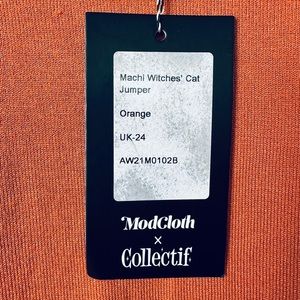 Machi Witches' Cat
Jumper
Orange
UK-24
AW21M0102B
ModCloth
x
Collectif